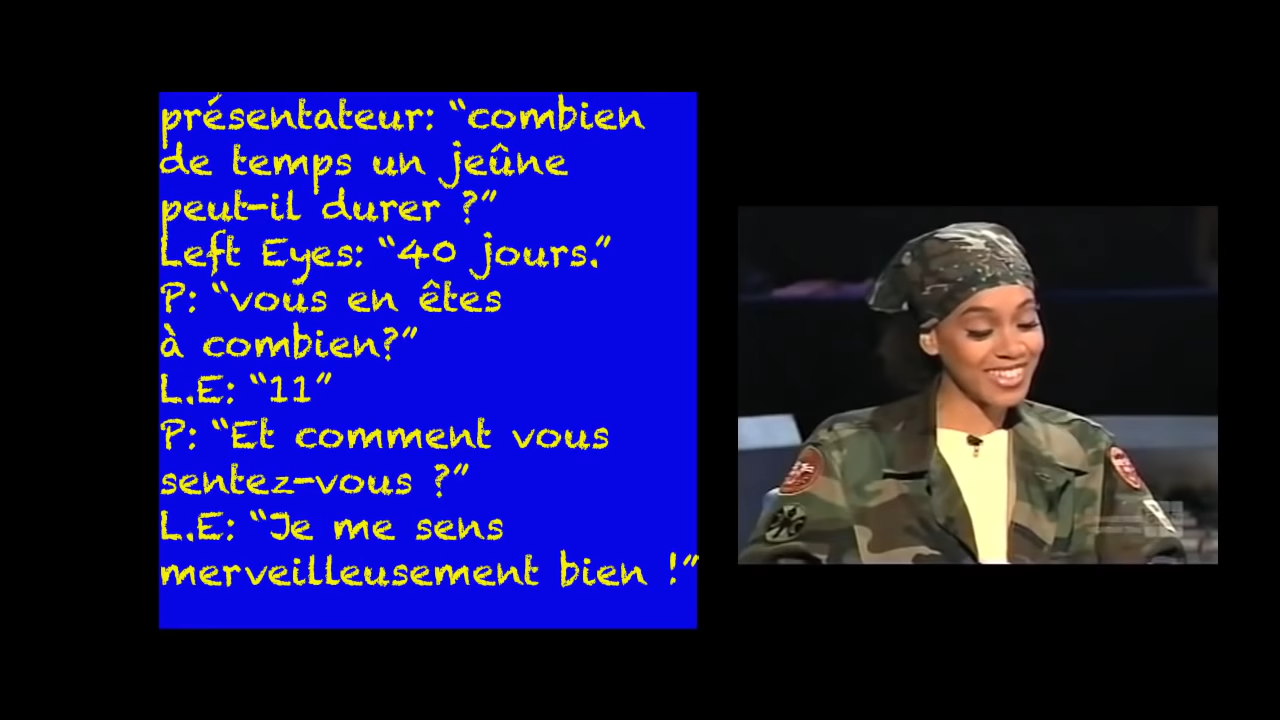 présentateur: “combien
de temps un jeûne
peut-il durer ?”
Left Eyes: “40 jours.”
P: “vous en êtes
à combien?”
L.E: “11”
P: “Et comment vous
sentez-vous ?”
L.E: “Je me sens
merveilleusement bien !”